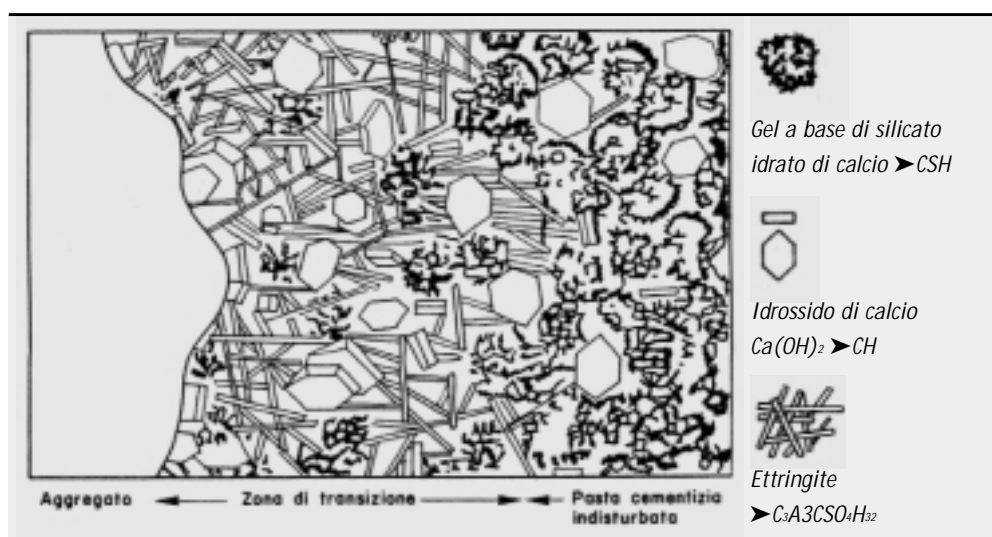 Aggregato
Zona di transizione
Pasta cementizia
indisturbata
Gel a base di silicato
idrato di calcio ➤CSH
Idrossido di calcio
Ca(OH)₂ ➤CH
Ettringite
➤C₃A3CSO₄H₃₂